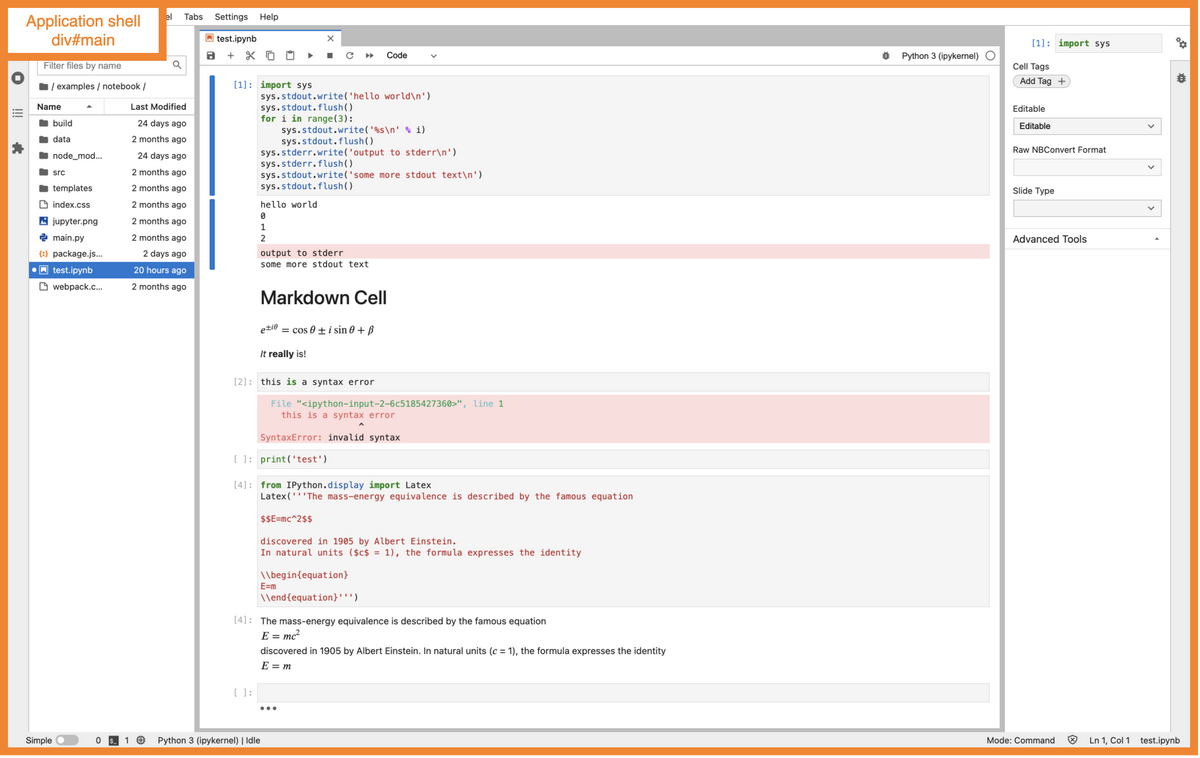 Application shell
div#main
el Tabs Settings Help
Filter files by name
/ examples / notebook /
Name Last Modified
build 24 days ago
data 2 months ago
node_mod... 24 days ago
src 2 months ago
templates 2 months ago
index.css 2 months ago
jupyter.png 2 months ago
main.py 2 months ago
package.js... 2 days ago
test.ipynb 20 hours ago
webpack.c... 2 months ago
test.ipynb
Code
Python 3 (ipykernel)
[1]: import sys
sys.stdout.write('hello world\n')
sys.stdout.flush()
for i in range(3):
    sys.stdout.write('%s\n' % i)
    sys.stdout.flush()
sys.stderr.write('output to stderr\n')
sys.stderr.flush()
sys.stdout.write('some more stdout text\n')
sys.stdout.flush()
hello world
0
1
2
output to stderr
some more stdout text
Markdown Cell
e±iθ = cos θ ± i sin θ + β
It really is!
[2]: this is a syntax error
File "<ipython-input-2-6c5185427360>", line 1
this is a syntax error
^
SyntaxError: invalid syntax
[ ]: print('test')
[4]: from IPython.display import Latex
Latex('''The mass-energy equivalence is described by the famous equation
$$E=mc^2$$
discovered in 1905 by Albert Einstein.
In natural units ($c$ = 1), the formula expresses the identity
\\begin{equation}
E=m
\\end{equation}''')
[4]: The mass-energy equivalence is described by the famous equation
E = mc²
discovered in 1905 by Albert Einstein. In natural units (c = 1), the formula expresses the identity
E = m
[ ]:
[1]: import sys
Cell Tags
Add Tag +
Editable
Editable
Raw NBConvert Format
Slide Type
Advanced Tools
Simple 0 1 Python 3 (ipykernel) | Idle
Mode: Command Ln 1, Col 1 test.ipynb